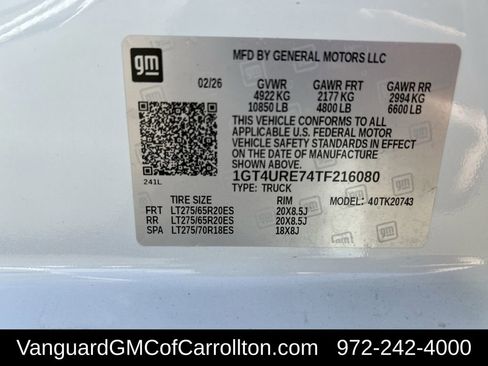 gm
MFD BY GENERAL MOTORS LLC
02/26 GVWR GAWR FRT GAWR RR
4922 KG 2177 KG 2994 KG
10850 LB 4800 LB 6600 LB
THIS VEHICLE CONFORMS TO ALL
APPLICABLE U.S. FEDERAL MOTOR
VEHICLE SAFETY STANDARDS IN EFFECT
ON THE DATE OF MANUFACTURE
SHOWN ABOVE.
241L 1GT4URE74TF216080
TYPE: TRUCK
TIRE SIZE RIM MODEL: 40TK20743
FRT LT275/65R20ES 20X8.5J
RR LT275/65R20ES 20X8.5J
SPA LT275/70R18ES 18X8J
VanguardGMCofCarrollton.com 972-242-4000